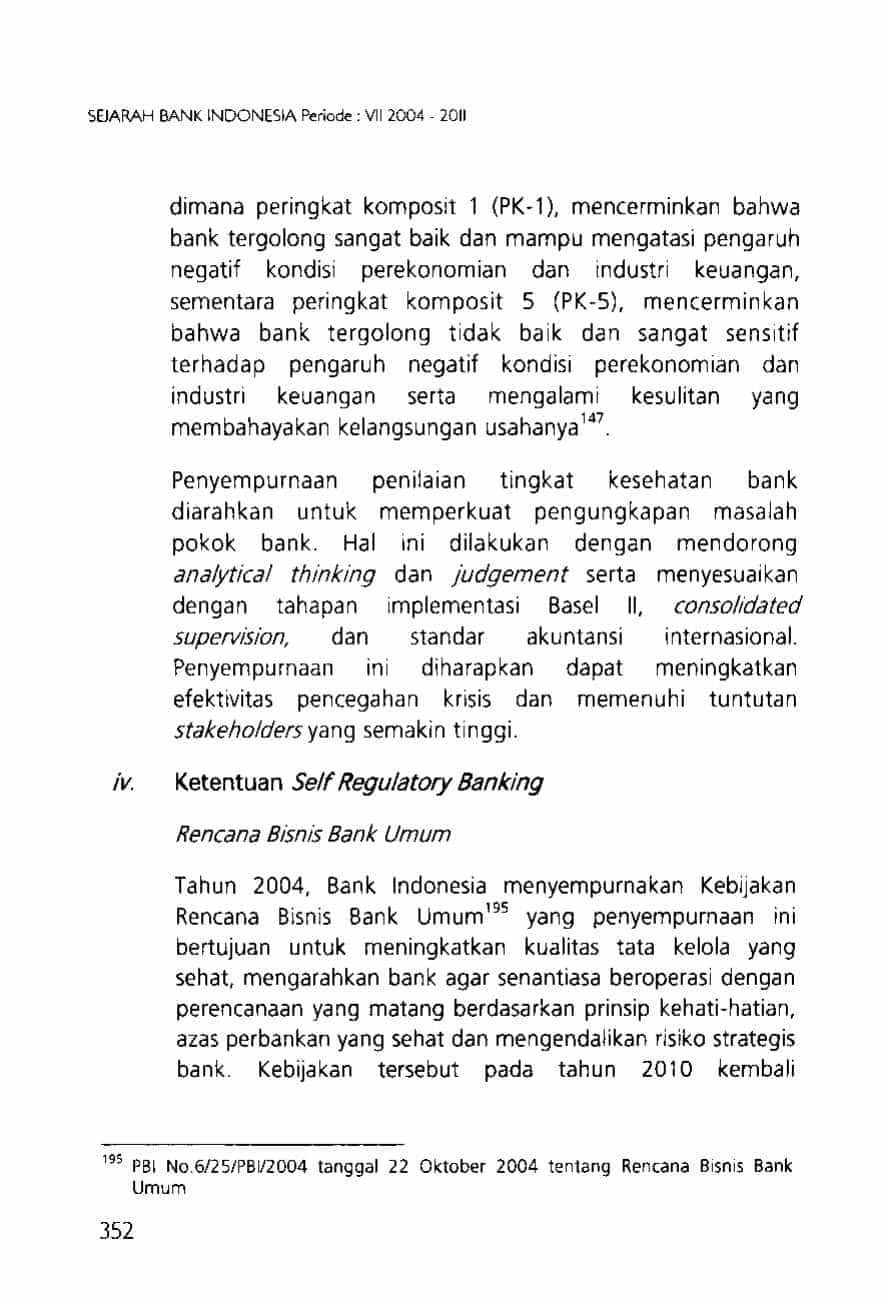 SEJARAH BANK INDONESIA Periode : VII 2004 - 2011
dimana peringkat komposit 1 (PK-1), mencerminkan bahwa
bank tergolong sangat baik dan mampu mengatasi pengaruh
negatif kondisi perekonomian dan industri keuangan,
sementara peringkat komposit 5 (PK-5), mencerminkan
bahwa bank tergolong tidak baik dan sangat sensitif
terhadap pengaruh negatif kondisi perekonomian dan
industri keuangan serta mengalami kesulitan yang
membahayakan kelangsungan usahanya¹⁴⁷.
Penyempurnaan penilaian tingkat kesehatan bank
diarahkan untuk memperkuat pengungkapan masalah
pokok bank. Hal ini dilakukan dengan mendorong
analytical thinking dan judgement serta menyesuaikan
dengan tahapan implementasi Basel II, consolidated
supervision, dan standar akuntansi internasional.
Penyempurnaan ini diharapkan dapat meningkatkan
efektivitas pencegahan krisis dan memenuhi tuntutan
stakeholders yang semakin tinggi.
iv. Ketentuan Self Regulatory Banking
Rencana Bisnis Bank Umum
Tahun 2004, Bank Indonesia menyempurnakan Kebijakan
Rencana Bisnis Bank Umum¹⁹⁵ yang penyempurnaan ini
bertujuan untuk meningkatkan kualitas tata kelola yang
sehat, mengarahkan bank agar senantiasa beroperasi dengan
perencanaan yang matang berdasarkan prinsip kehati-hatian,
azas perbankan yang sehat dan mengendalikan risiko strategis
bank. Kebijakan tersebut pada tahun 2010 kembali
¹⁹⁵ PBI No.6/25/PBI/2004 tanggal 22 Oktober 2004 tentang Rencana Bisnis Bank
Umum
352